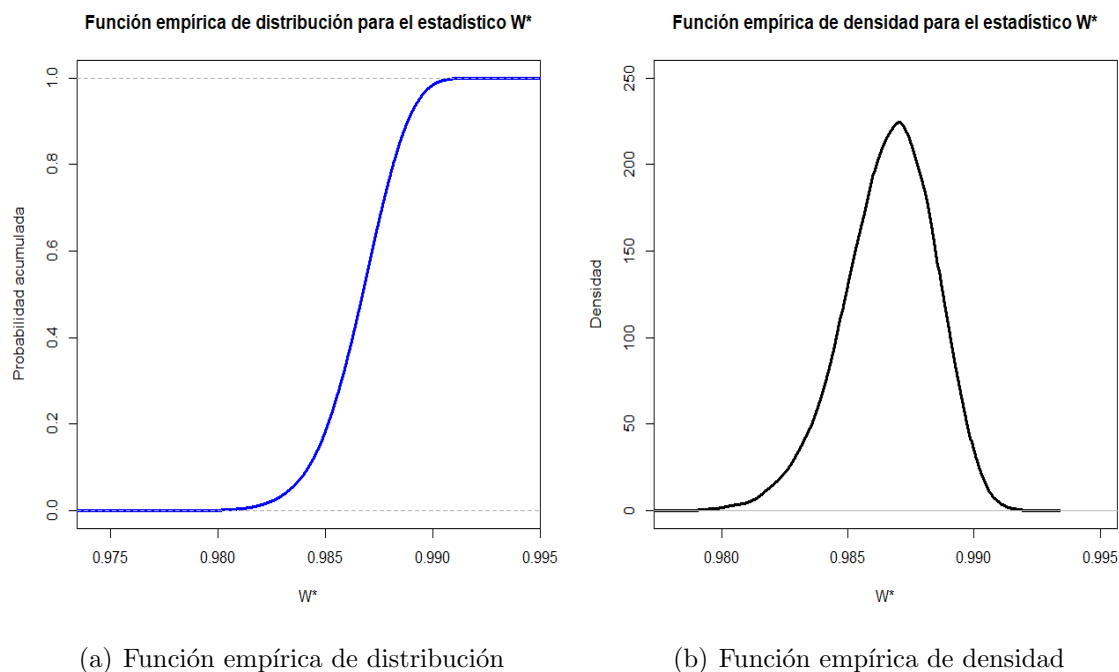 Función empírica de distribución para el estadístico W*
Probabilidad acumulada
1.0
0.8
0.6
0.4
0.2
0.0
0.975 0.980 0.985 0.990 0.995
W*
(a) Función empírica de distribución
Función empírica de densidad para el estadístico W*
Densidad
250
200
150
100
50
0
0.980 0.985 0.990 0.995
W*
(b) Función empírica de densidad